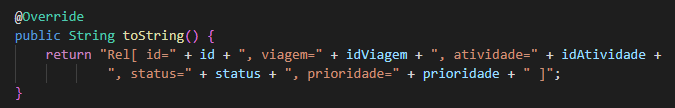 @Override
public String toString() {
return "Rel[ id=" + id + ", viagem=" + idViagem + ", atividade=" + idAtividade +
", status=" + status + ", prioridade=" + prioridade + " ]";
}